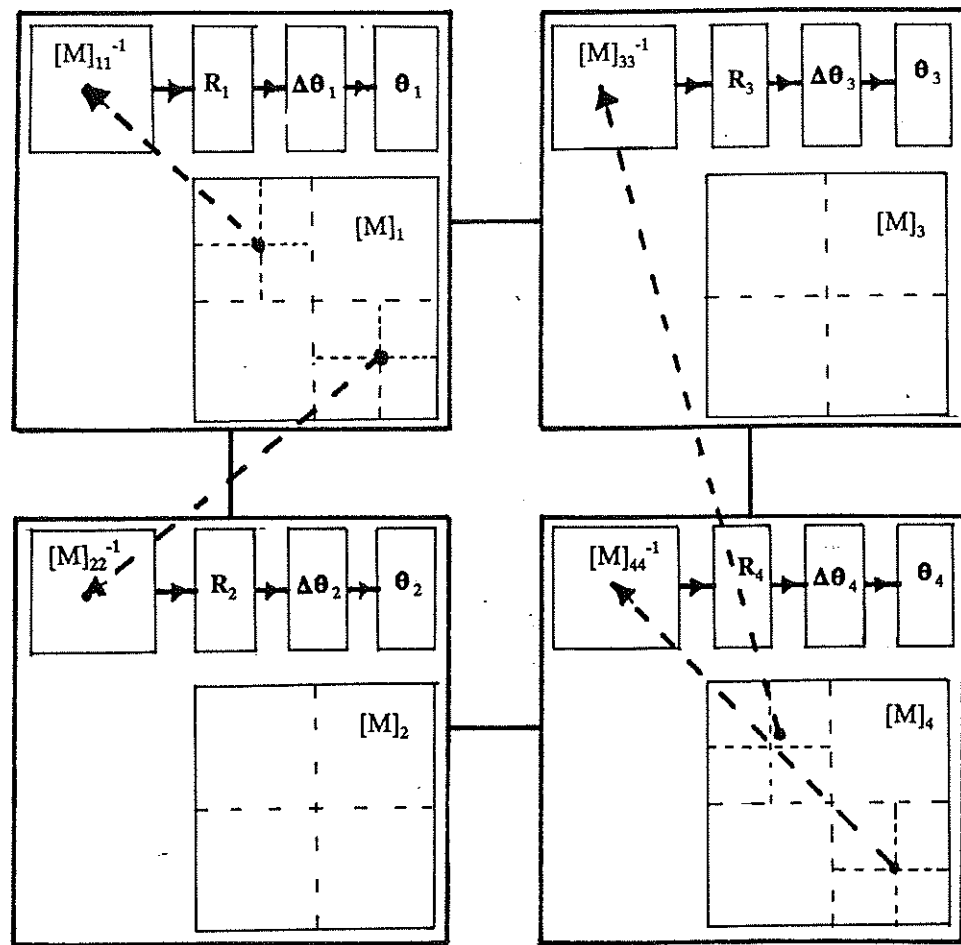 [M]₁₁⁻¹ R₁ Δθ₁ θ₁
[M]₁
[M]₃₃⁻¹ R₃ Δθ₃ θ₃
[M]₃
[M]₂₂⁻¹ R₂ Δθ₂ θ₂
[M]₂
[M]₄₄⁻¹ R₄ Δθ₄ θ₄
[M]₄